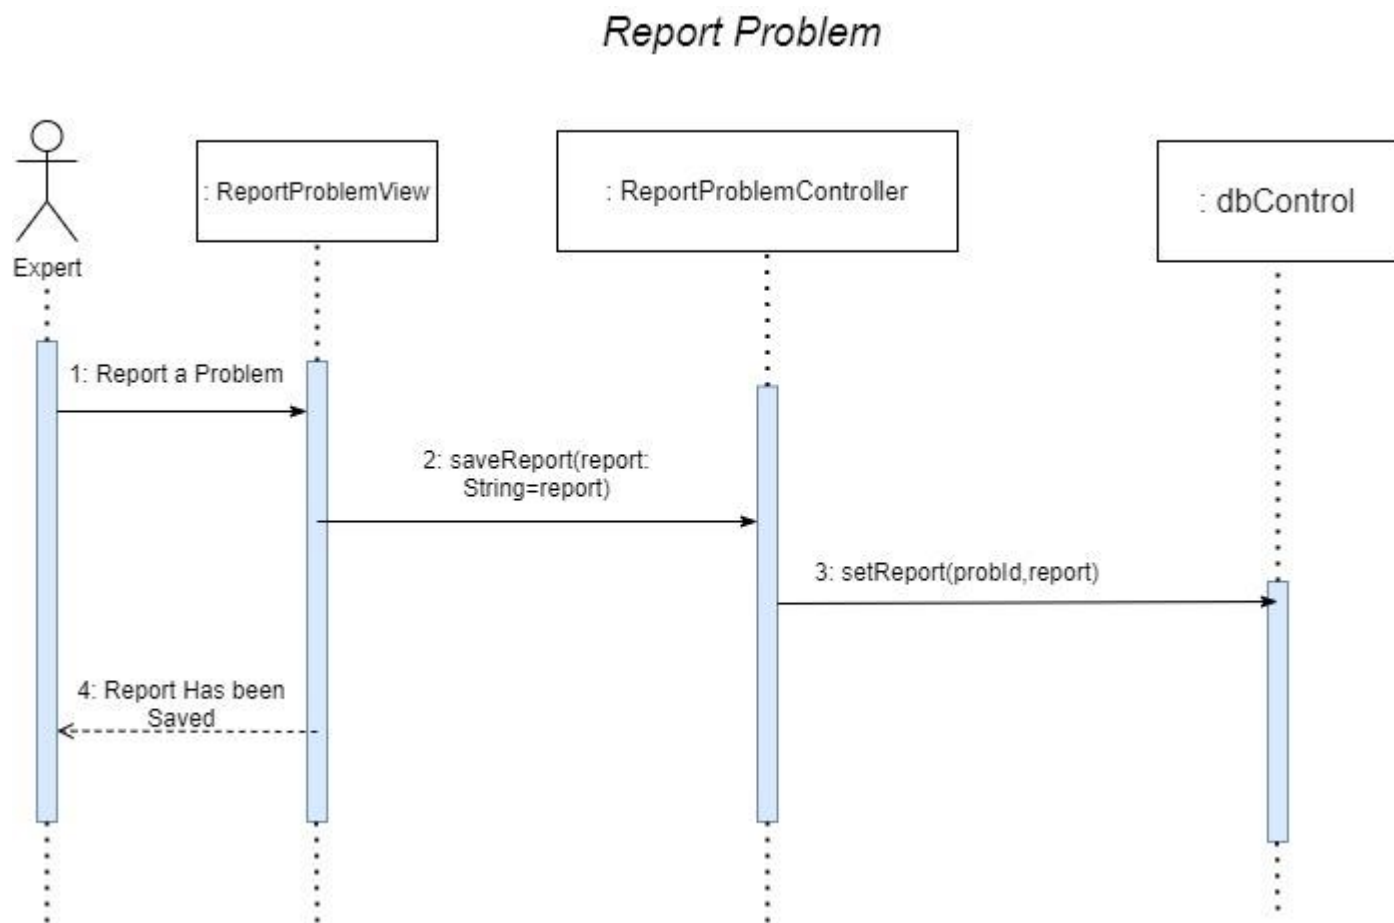 Report Problem
: ReportProblemView
: ReportProblemController
: dbControl
Expert
1: Report a Problem
2: saveReport(report:
String=report)
3: setReport(probId,report)
4: Report Has been
Saved